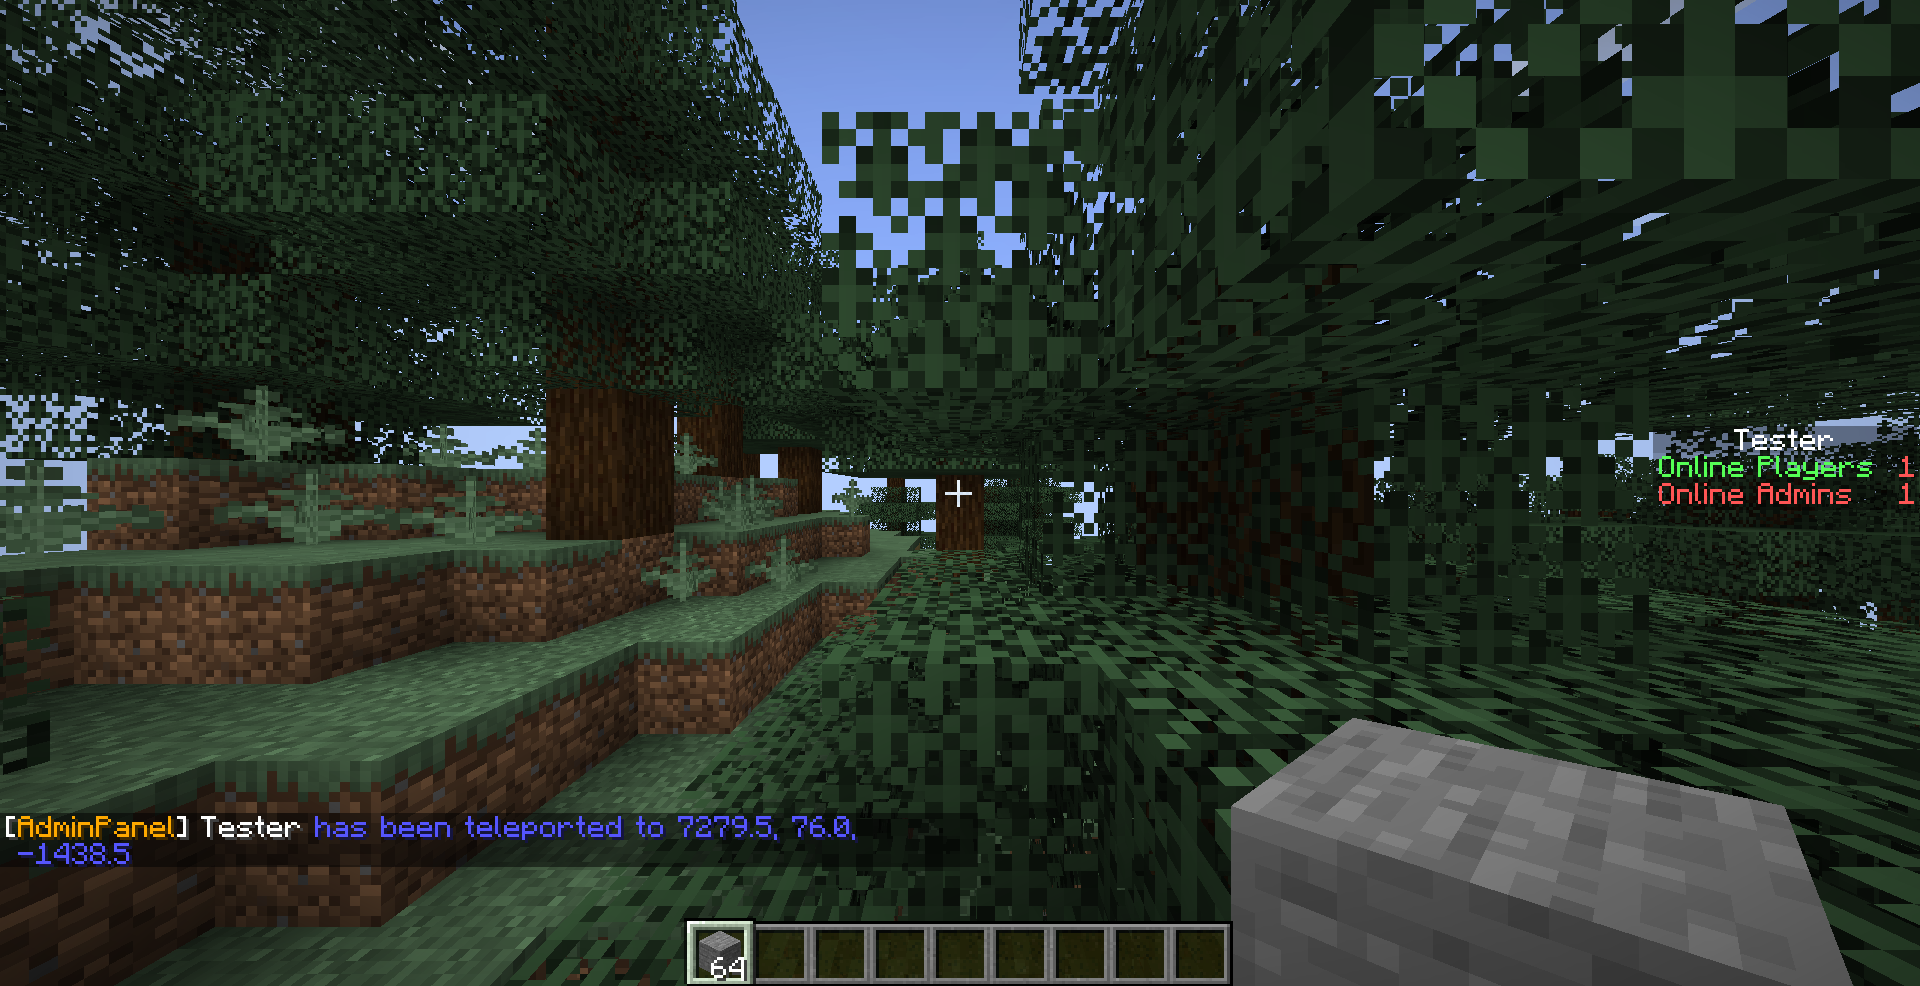 Tester
Online Players 1
Online Admins 1
[AdminPanel] Tester has been teleported to 7279.5, 76.0,
-1438.5
64